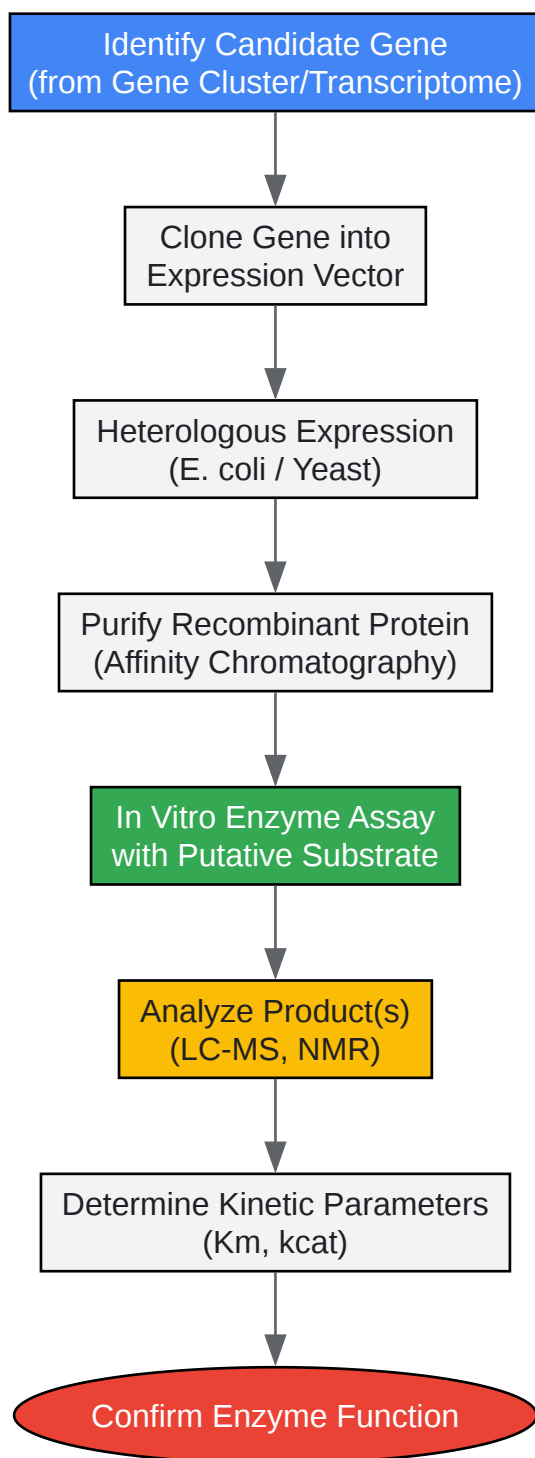 Identify Candidate Gene
(from Gene Cluster/Transcriptome)
Clone Gene into
Expression Vector
Heterologous Expression
(E. coli / Yeast)
Purify Recombinant Protein
(Affinity Chromatography)
In Vitro Enzyme Assay
with Putative Substrate
Analyze Product(s)
(LC-MS, NMR)
Determine Kinetic Parameters
(Km, kcat)
Confirm Enzyme Function